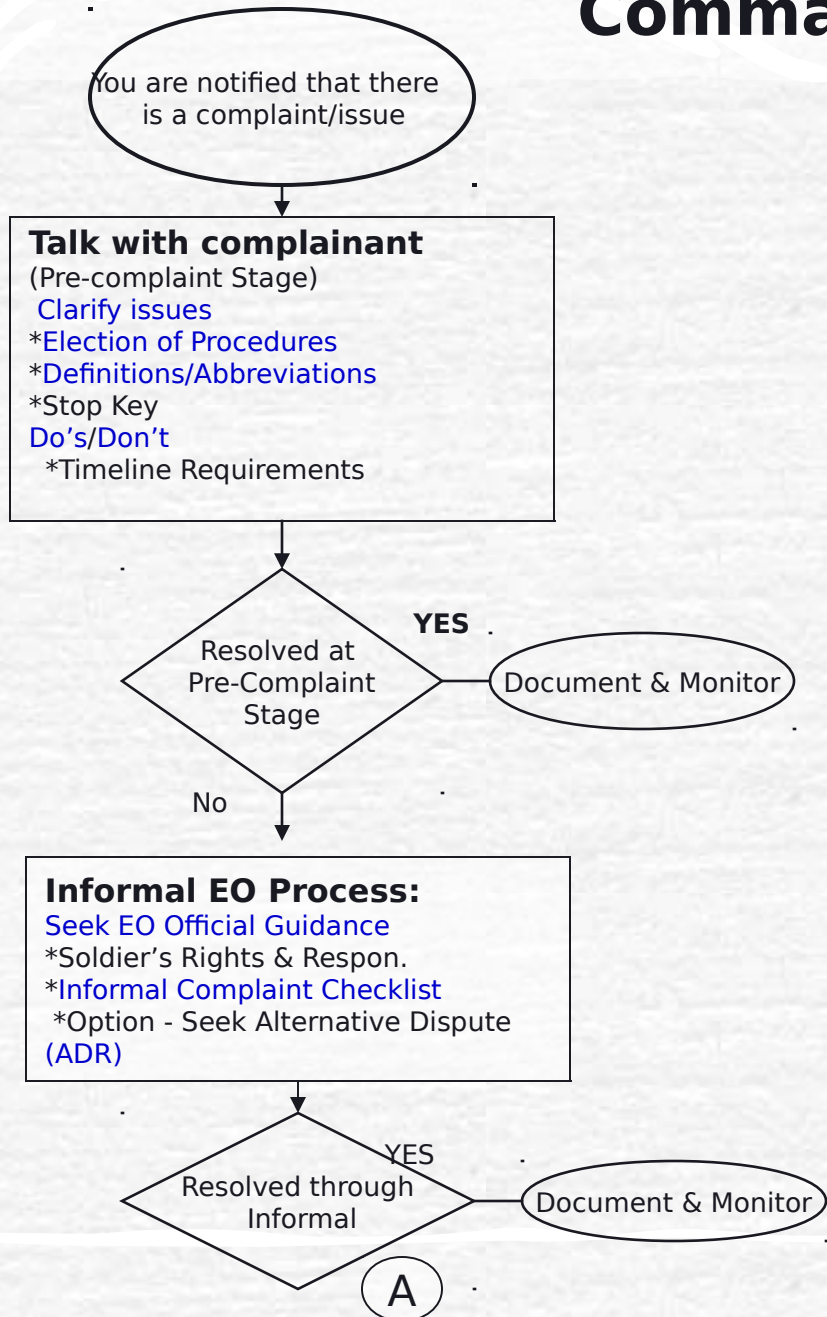 Comma
You are notified that there
is a complaint/issue
Talk with complainant
(Pre-complaint Stage)
Clarify issues
*Election of Procedures
*Definitions/Abbreviations
*Stop Key
Do’s/Don’t
*Timeline Requirements
YES
Resolved at
Pre-Complaint
Stage
Document & Monitor
No
Informal EO Process:
Seek EO Official Guidance
*Soldier’s Rights & Respon.
*Informal Complaint Checklist
*Option - Seek Alternative Dispute
(ADR)
YES
Resolved through
Informal
Document & Monitor
A